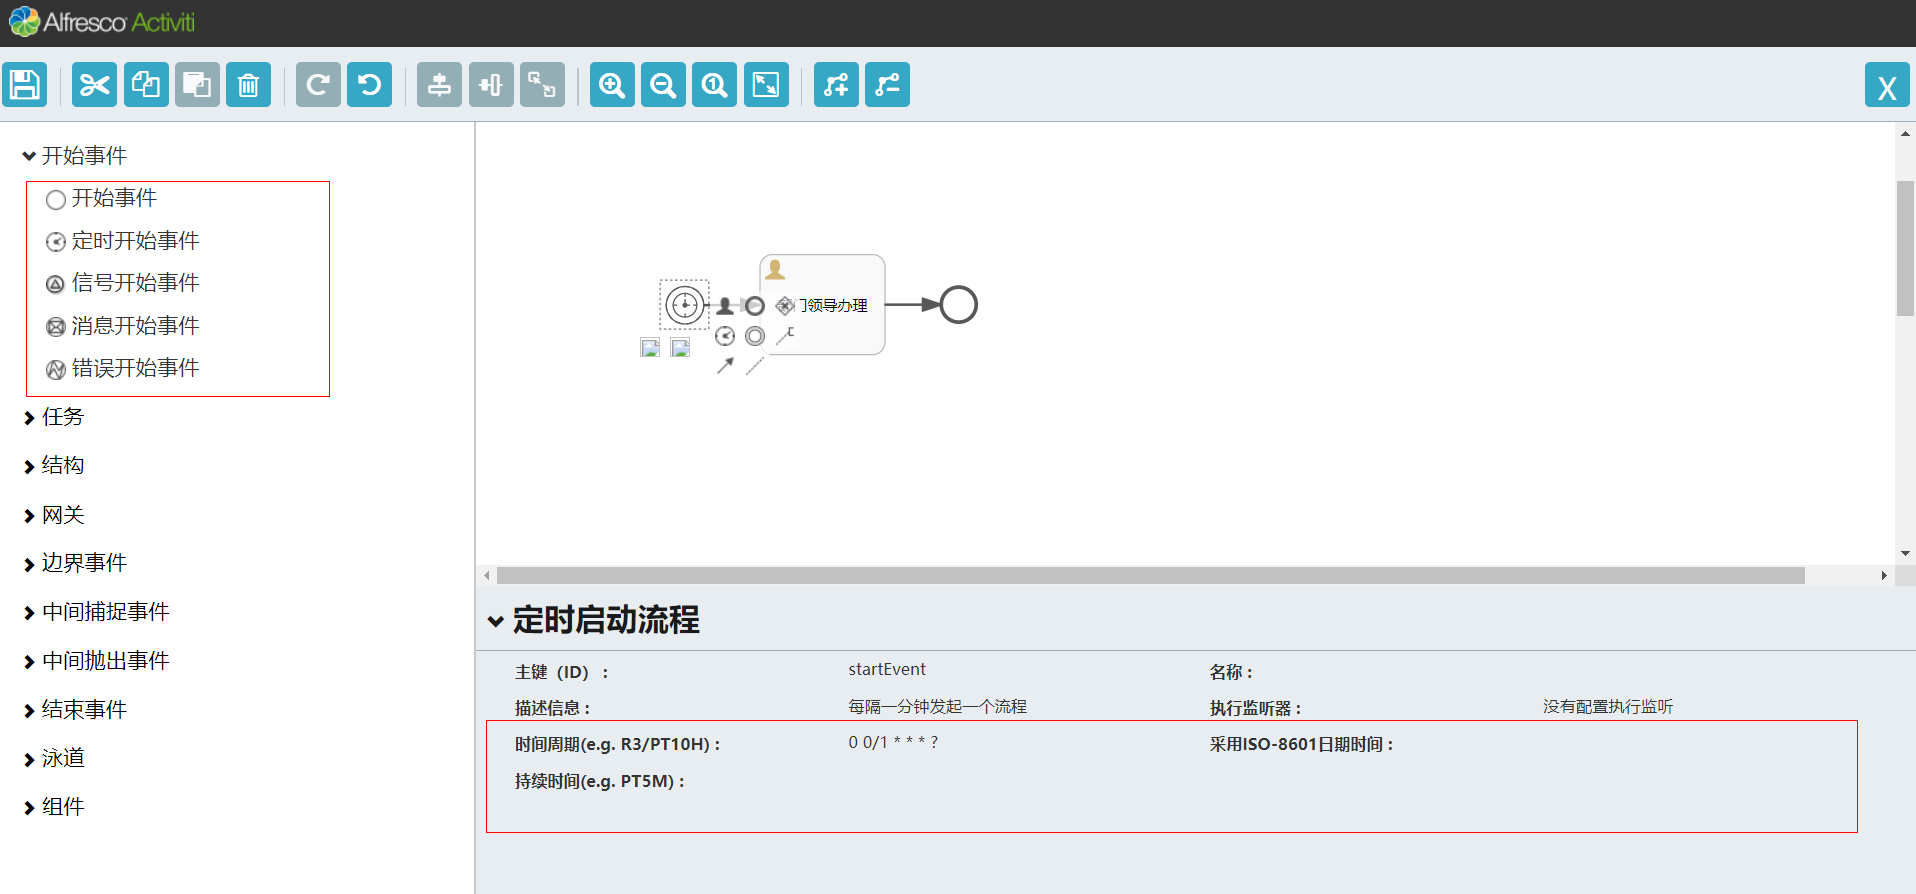 Alfresco Activiti
X
开始事件
开始事件
定时开始事件
信号开始事件
消息开始事件
错误开始事件
任务
结构
网关
边界事件
中间捕捉事件
中间抛出事件
结束事件
泳道
组件
门领导办理
定时启动流程
主键（ID）： startEvent 名称：
描述信息： 每隔一分钟发起一个流程 执行监听器： 没有配置执行监听
时间周期(e.g. R3/PT10H)： 0 0/1 * * * ? 采用ISO-8601日期时间：
持续时间(e.g. PT5M)：